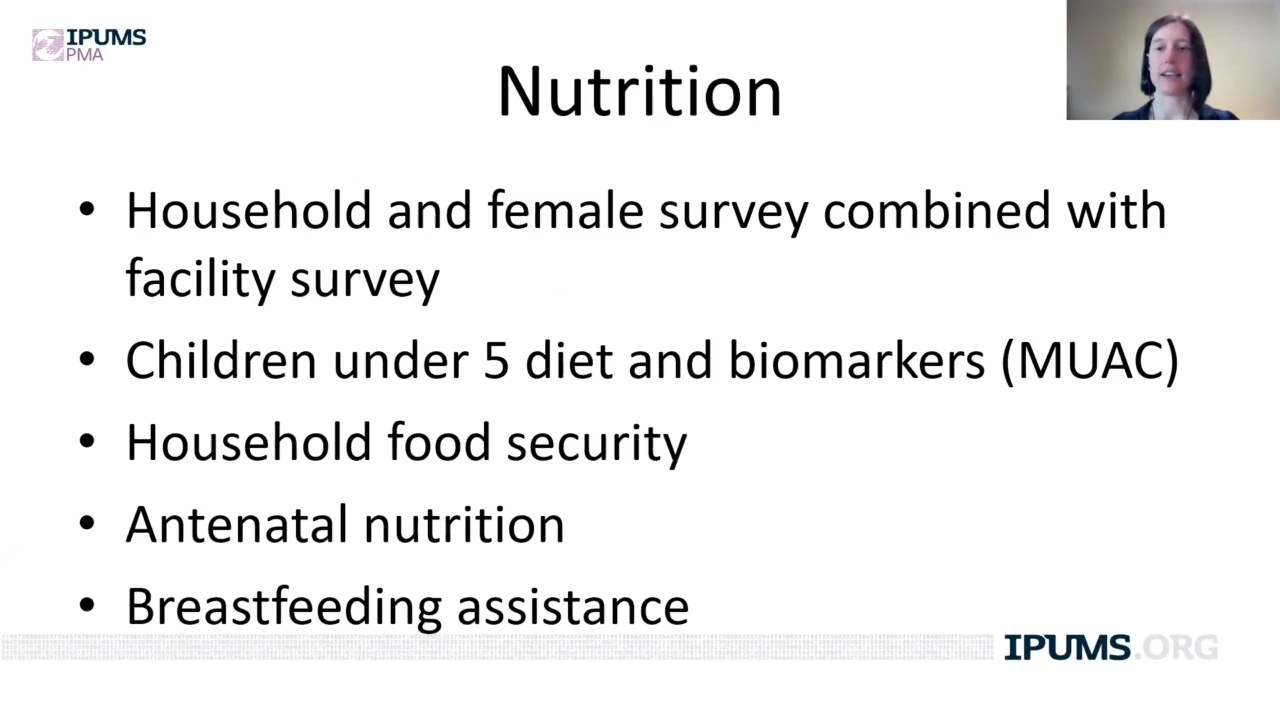 IPUMS
PMA
Nutrition
• Household and female survey combined with
facility survey
• Children under 5 diet and biomarkers (MUAC)
• Household food security
• Antenatal nutrition
• Breastfeeding assistance
IPUMS.ORG